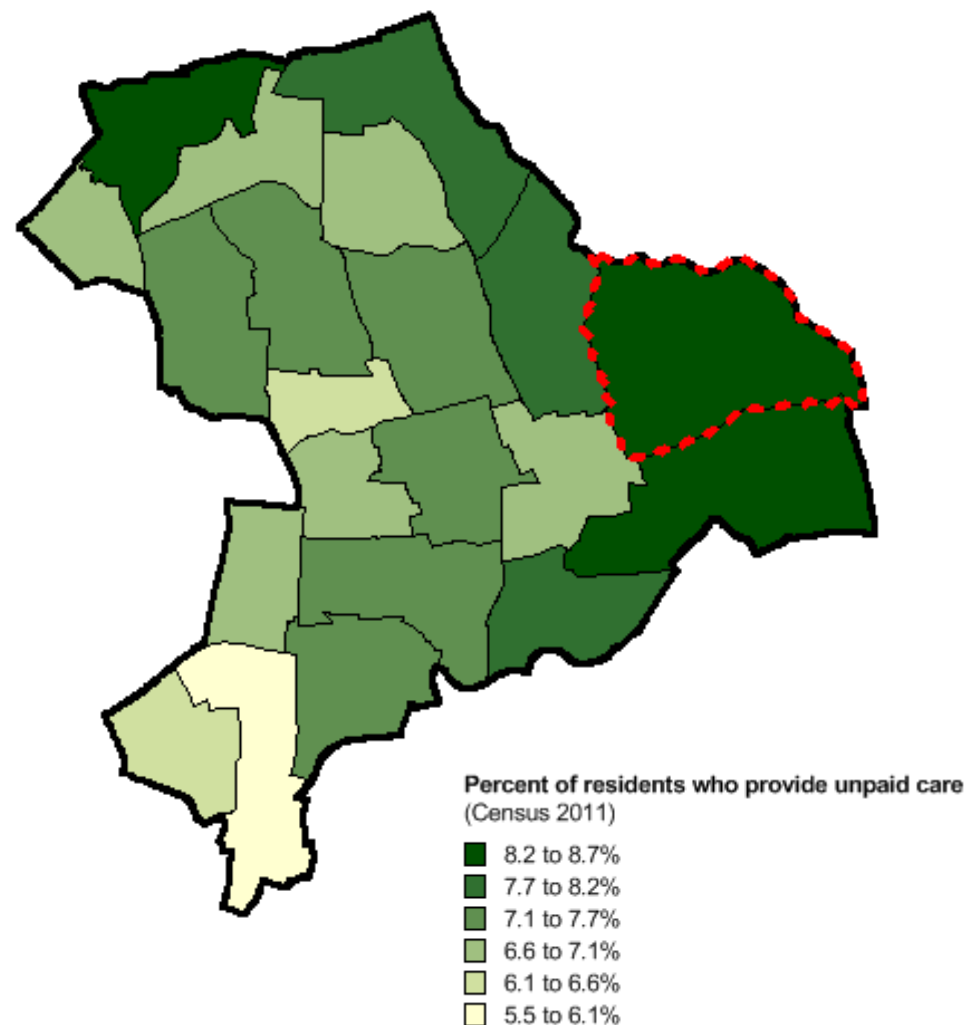 Percent of residents who provide unpaid care
(Census 2011)
8.2 to 8.7%
7.7 to 8.2%
7.1 to 7.7%
6.6 to 7.1%
6.1 to 6.6%
5.5 to 6.1%